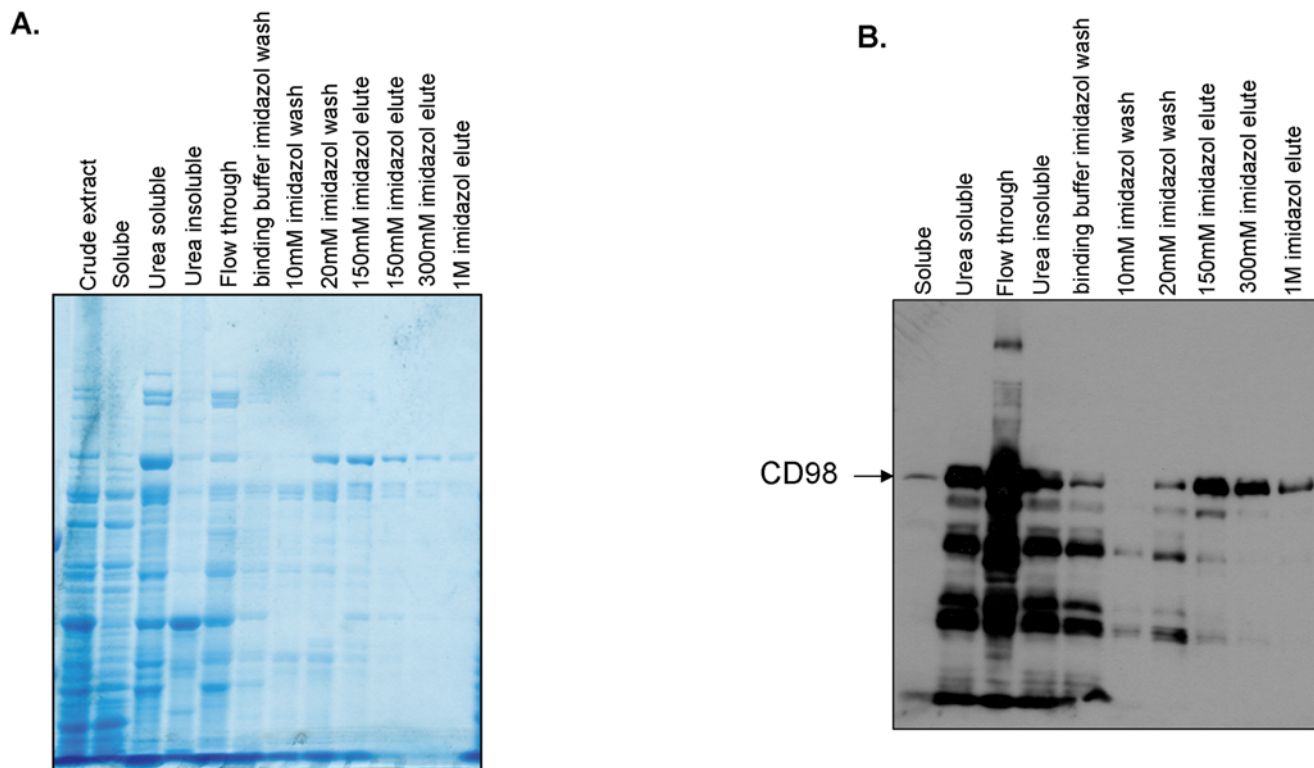 A.
Crude extract
Solube
Urea soluble
Urea insoluble
Flow through
binding buffer imidazol wash
10mM imidazol wash
20mM imidazol wash
150mM imidazol elute
150mM imidazol elute
300mM imidazol elute
1M imidazol elute
B.
Solube
Urea soluble
Flow through
Urea insoluble
binding buffer imidazol wash
10mM imidazol wash
20mM imidazol wash
150mM imidazol elute
300mM imidazol elute
1M imidazol elute
CD98